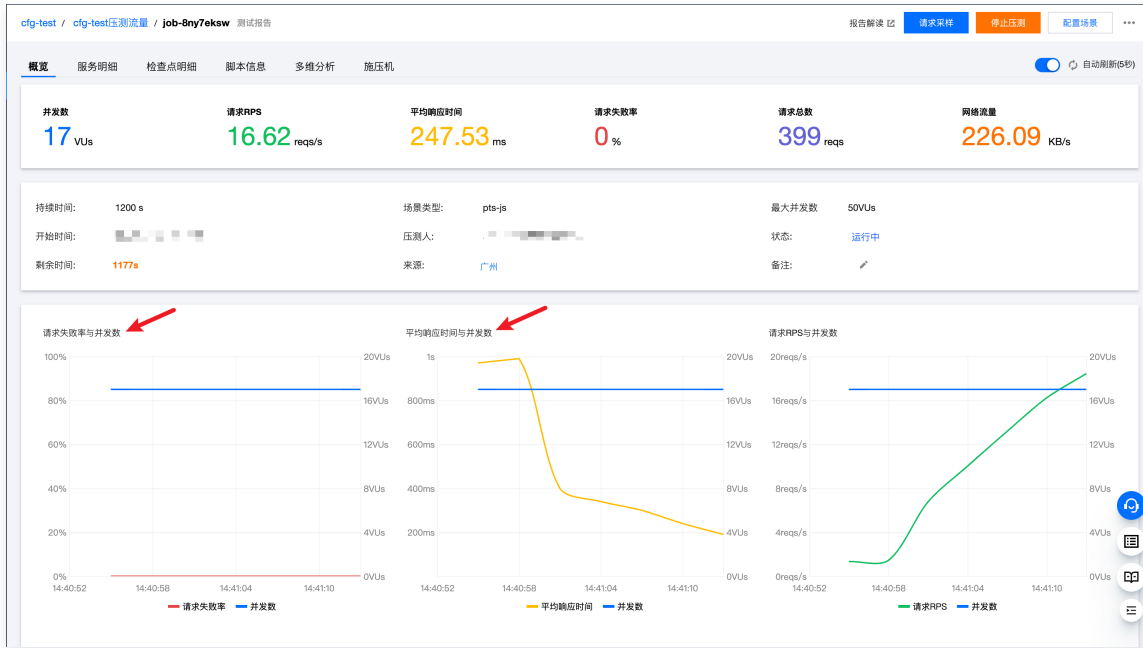 cfg-test / cfg-test压测流量 / job-8ny7eksw 测试报告 报告解读 请求采样 停止压测 配置场景
概览 服务明细 检查点明细 脚本信息 多维分析 施压机 自动刷新(5秒)
并发数 请求RPS 平均响应时间 请求失败率 请求总数 网络流量
17 VUs 16.62 reqs/s 247.53 ms 0 % 399 reqs 226.09 KB/s
持续时间: 1200 s 场景类型: pts-js 最大并发数 50VUs
开始时间: 压测人: 状态: 运行中
剩余时间: 1177s 来源: 广州 备注:
请求失败率与并发数 平均响应时间与并发数 请求RPS与并发数
100% 20VUs 1s 20VUs 20reqs/s 20VUs
80% 16VUs 800ms 16VUs 16reqs/s 16VUs
60% 12VUs 600ms 12VUs 12reqs/s 12VUs
40% 8VUs 400ms 8VUs 8reqs/s 8VUs
20% 4VUs 200ms 4VUs 4reqs/s 4VUs
0% 0VUs 0ms 0VUs 0reqs/s 0VUs
14:40:52 14:40:58 14:41:04 14:41:10 14:40:52 14:40:58 14:41:04 14:41:10 14:40:52 14:40:58 14:41:04 14:41:10
请求失败率 并发数 平均响应时间 并发数 请求RPS 并发数